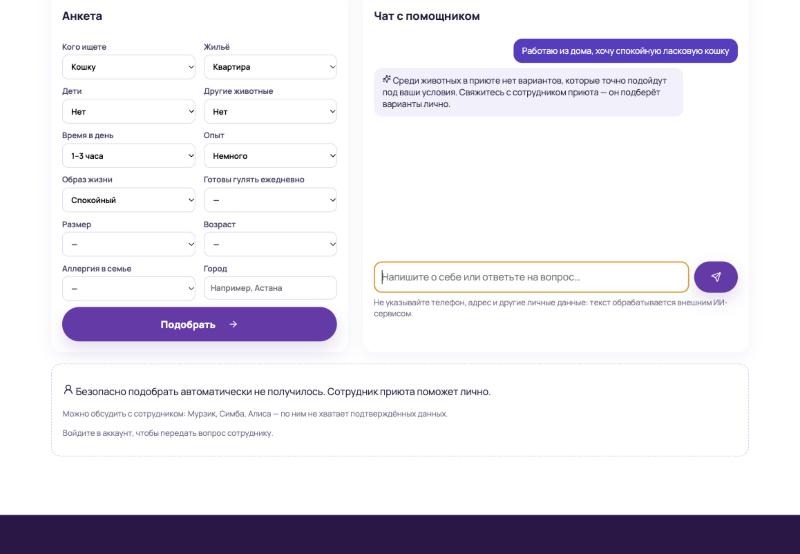 Анкета
Кого ищете
Жильё
Кошку
Квартира
Дети
Другие животные
Нет
Нет
Время в день
Опыт
1–3 часа
Немного
Образ жизни
Готовы гулять ежедневно
Спокойный
—
Размер
Возраст
—
—
Аллергия в семье
Город
—
Например, Астана
Подобрать →
Чат с помощником
Работаю из дома, хочу спокойную ласковую кошку
Среди животных в приюте нет вариантов, которые точно подойдут
под ваши условия. Свяжитесь с сотрудником приюта — он подберёт
варианты лично.
Напишите о себе или ответьте на вопрос...
Не указывайте телефон, адрес и другие личные данные: текст обрабатывается внешним ИИ-
сервисом.
Безопасно подобрать автоматически не получилось. Сотрудник приюта поможет лично.
Можно обсудить с сотрудником: Мурзик, Симба, Алиса — по ним не хватает подтверждённых данных.
Войдите в аккаунт, чтобы передать вопрос сотруднику.